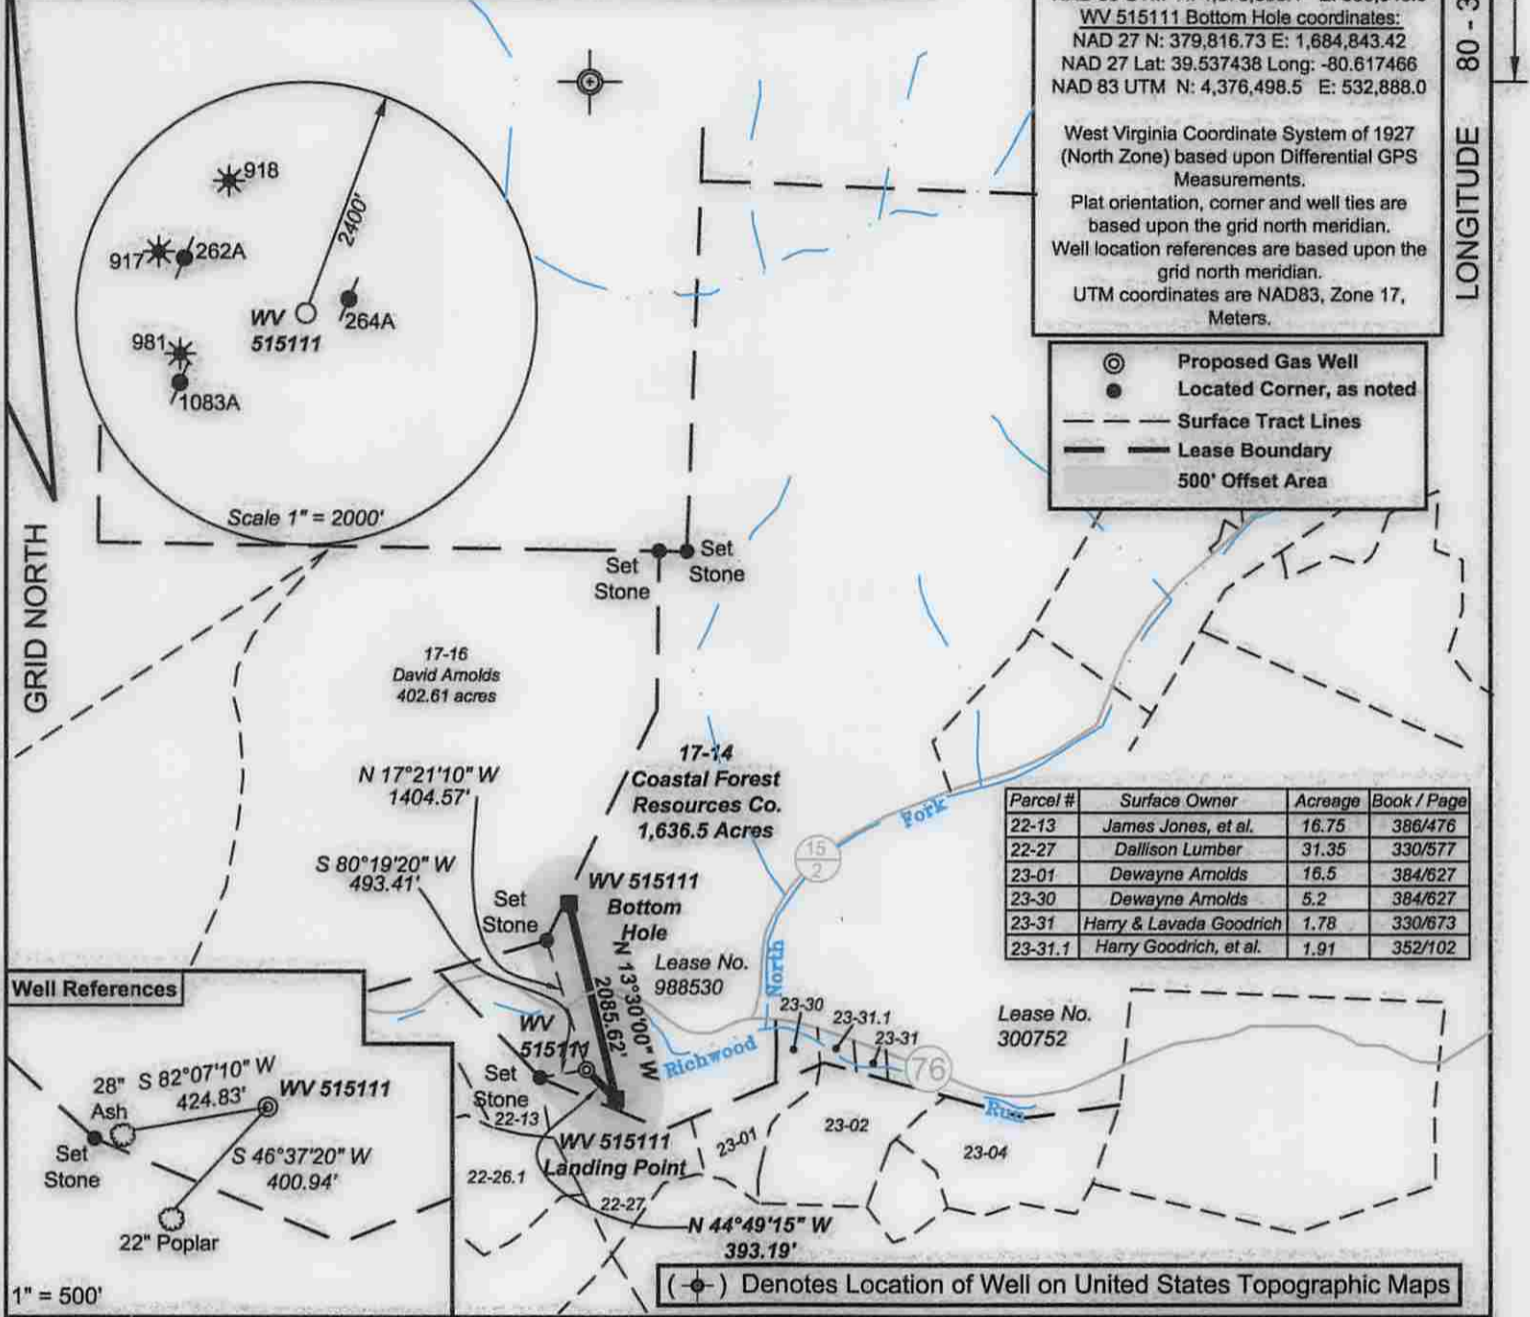 WV 515111 Bottom Hole coordinates:
NAD 27 N: 379,816.73 E: 1,684,843.42
NAD 27 Lat: 39.537438 Long: -80.617466
NAD 83 UTM N: 4,376,498.5 E: 532,888.0
West Virginia Coordinate System of 1927
(North Zone) based upon Differential GPS
Measurements.
Plat orientation, corner and well ties are
based upon the grid north meridian.
Well location references are based upon the
grid north meridian.
UTM coordinates are NAD83, Zone 17,
Meters.
LONGITUDE 80 - 3
918
2400'
917
262A
WV
515111
264A
981
1083A
Scale 1" = 2000'
Proposed Gas Well
Located Corner, as noted
Surface Tract Lines
Lease Boundary
500' Offset Area
GRID NORTH
Set
Stone
Set
Stone
17-16
David Arnolds
402.61 acres
17-14
Coastal Forest
Resources Co.
1,636.5 Acres
N 17°21'10" W
1404.57'
S 80°19'20" W
493.41'
Fork
15
2
Parcel # Surface Owner Acreage Book / Page
22-13 James Jones, et al. 16.75 386/476
22-27 Dallison Lumber 31.35 330/577
23-01 Dewayne Arnolds 16.5 384/627
23-30 Dewayne Arnolds 5.2 384/627
23-31 Harry & Lavada Goodrich 1.78 330/673
23-31.1 Harry Goodrich, et al. 1.91 352/102
Set
Stone
WV 515111
Bottom
Hole
N 13°30'00" W
2085.62'
Lease No.
988530
North
23-30
23-31.1
23-31
Lease No.
300752
WV
515111
Richwood
76
Run
Set
Stone
22-13
WV 515111
Landing Point
23-01
23-02
23-04
22-26.1
22-27
N 44°49'15" W
393.19'
Well References
28"
Ash
S 82°07'10" W
424.83'
WV 515111
Set
Stone
S 46°37'20" W
400.94'
22" Poplar
1" = 500'
( ) Denotes Location of Well on United States Topographic Maps